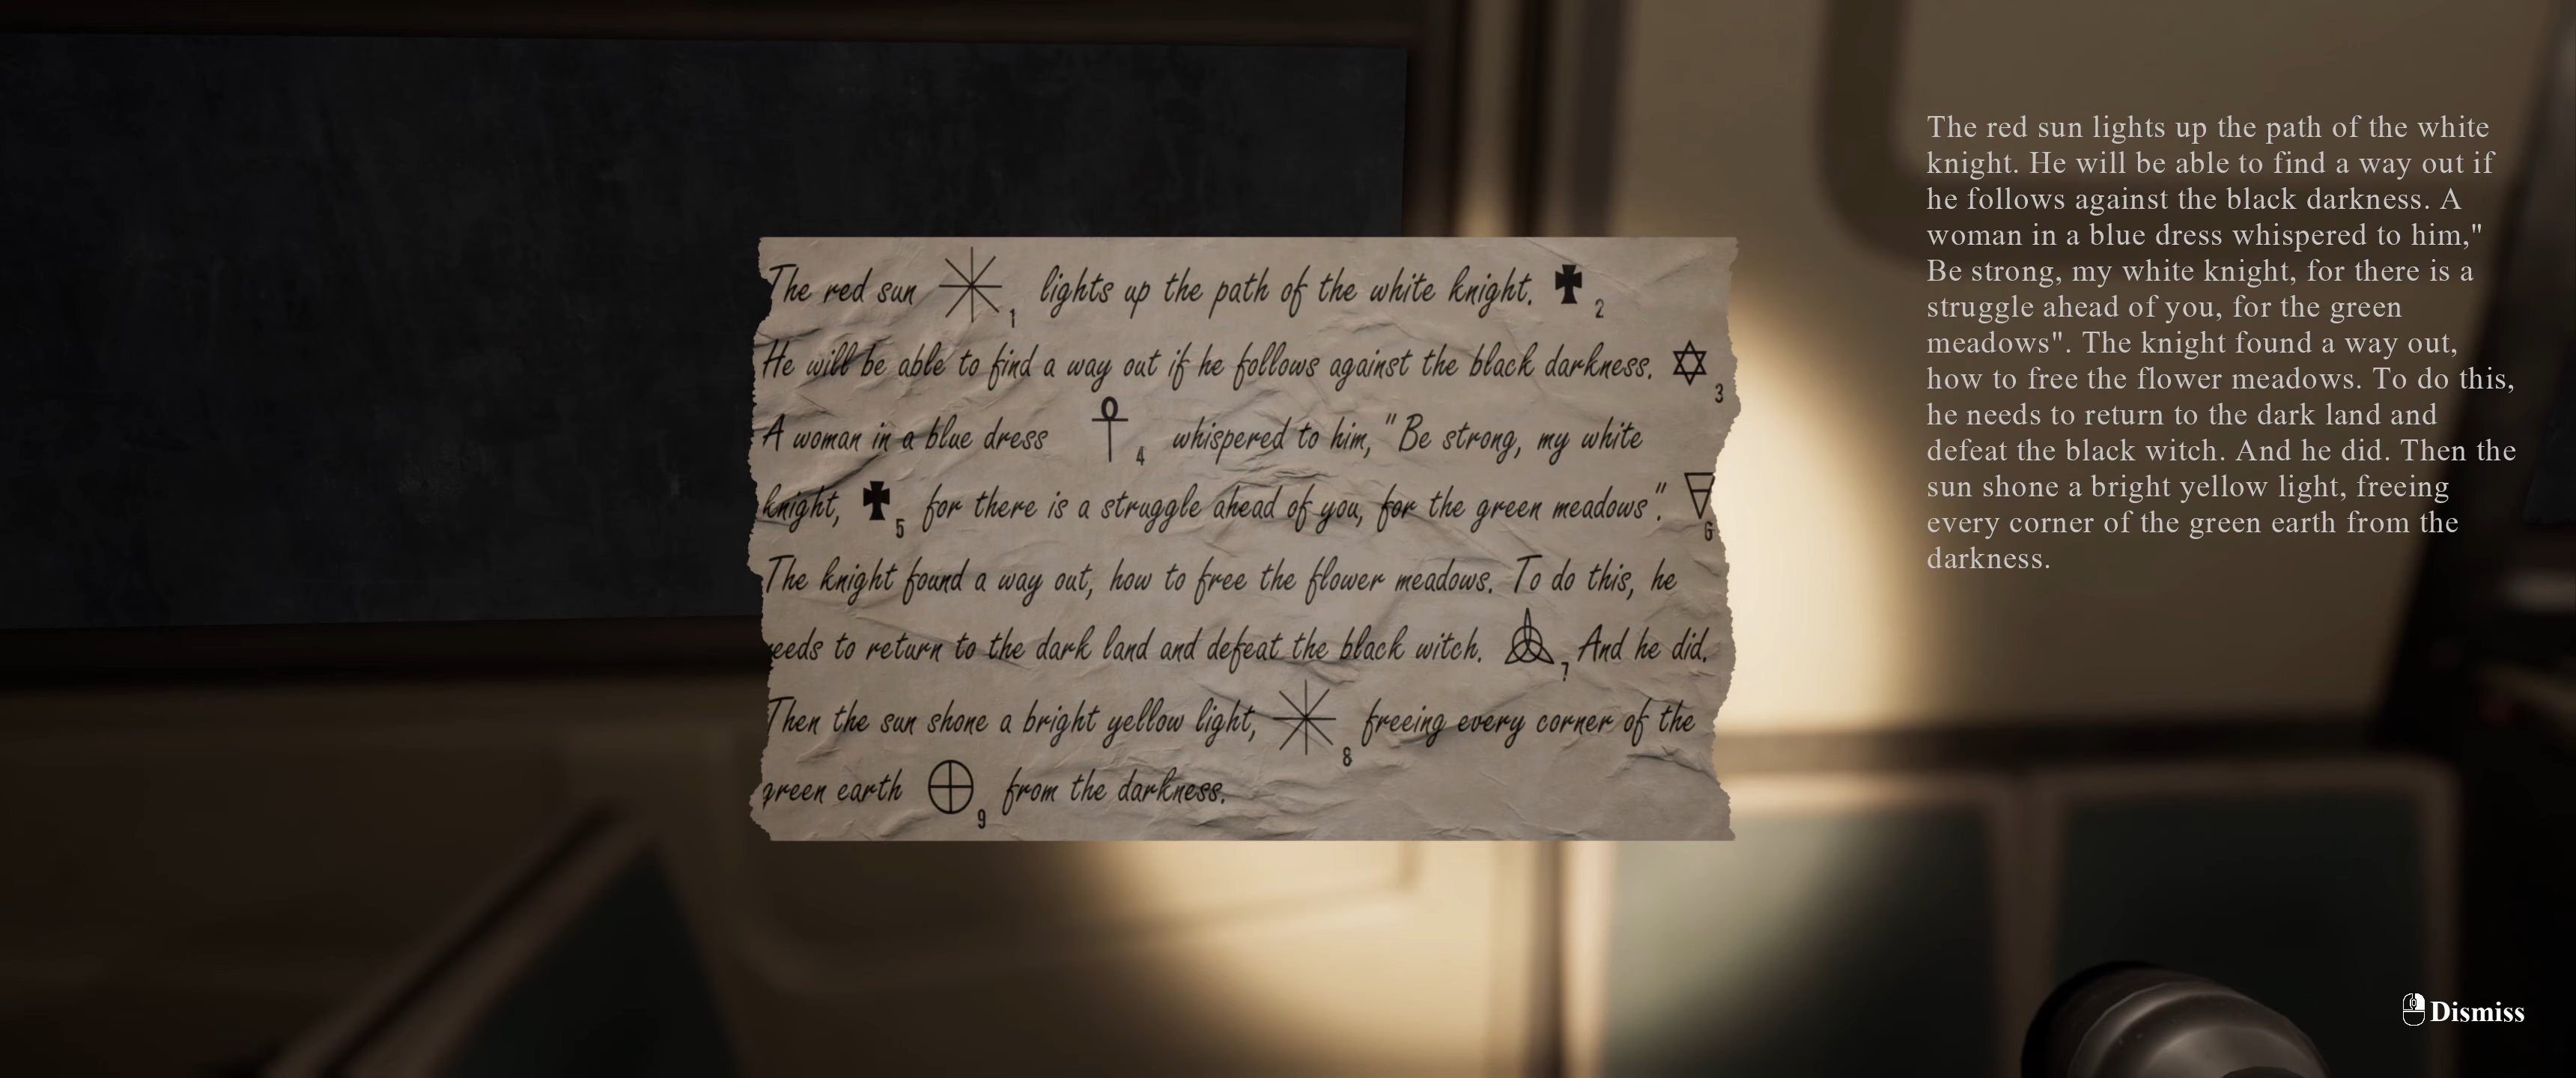 The red sun 1 lights up the path of the white knight. 2
He will be able to find a way out if he follows against the black darkness. 3
A woman in a blue dress 4 whispered to him, " Be strong, my white
knight, 5 for there is a struggle ahead of you, for the green meadows". 6
The knight found a way out, how to free the flower meadows. To do this, he
eeds to return to the dark land and defeat the black witch. 7 And he did.
Then the sun shone a bright yellow light, 8 freeing every corner of the
green earth 9 from the darkness.
The red sun lights up the path of the white
knight. He will be able to find a way out if
he follows against the black darkness. A
woman in a blue dress whispered to him,"
Be strong, my white knight, for there is a
struggle ahead of you, for the green
meadows". The knight found a way out,
how to free the flower meadows. To do this,
he needs to return to the dark land and
defeat the black witch. And he did. Then the
sun shone a bright yellow light, freeing
every corner of the green earth from the
darkness.
Dismiss